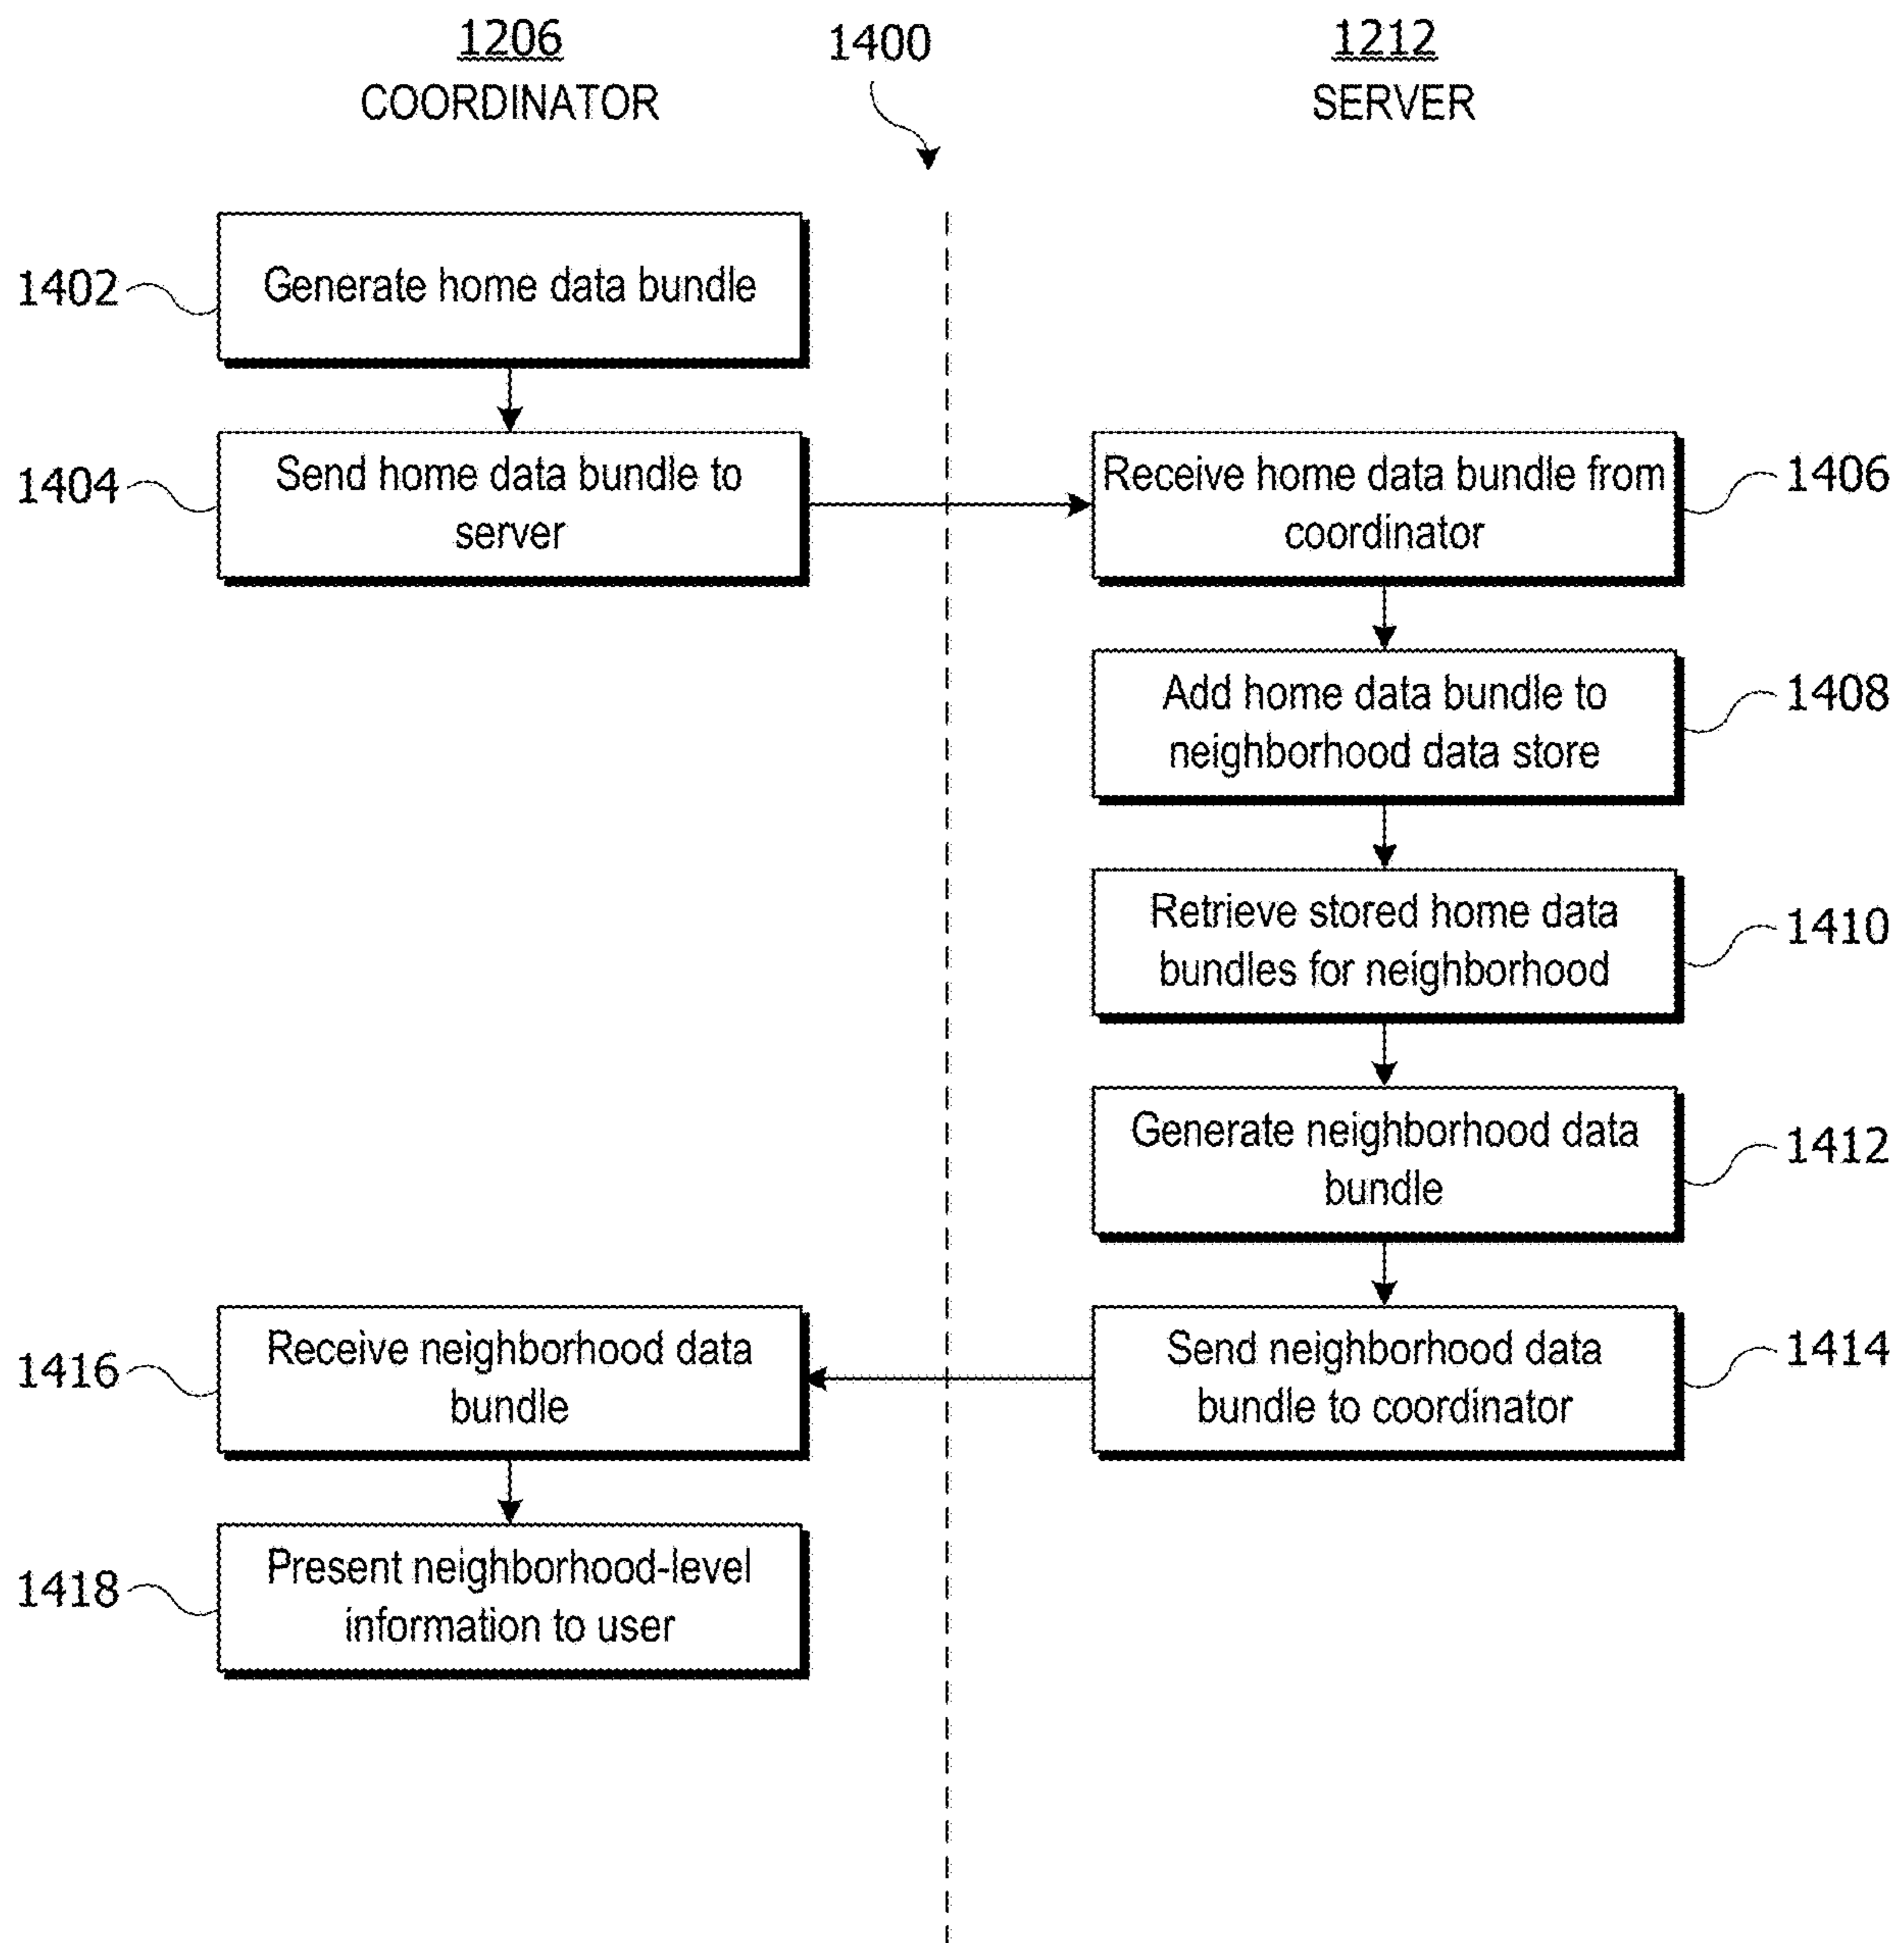 1206
COORDINATOR
1400
1212
SERVER
1402
Generate home data bundle
1404
Send home data bundle to
server
Receive home data bundle from
coordinator
1406
Add home data bundle to
neighborhood data store
1408
Retrieve stored home data
bundles for neighborhood
1410
Generate neighborhood data
bundle
1412
1416
Receive neighborhood data
bundle
Send neighborhood data
bundle to coordinator
1414
1418
Present neighborhood-level
information to user